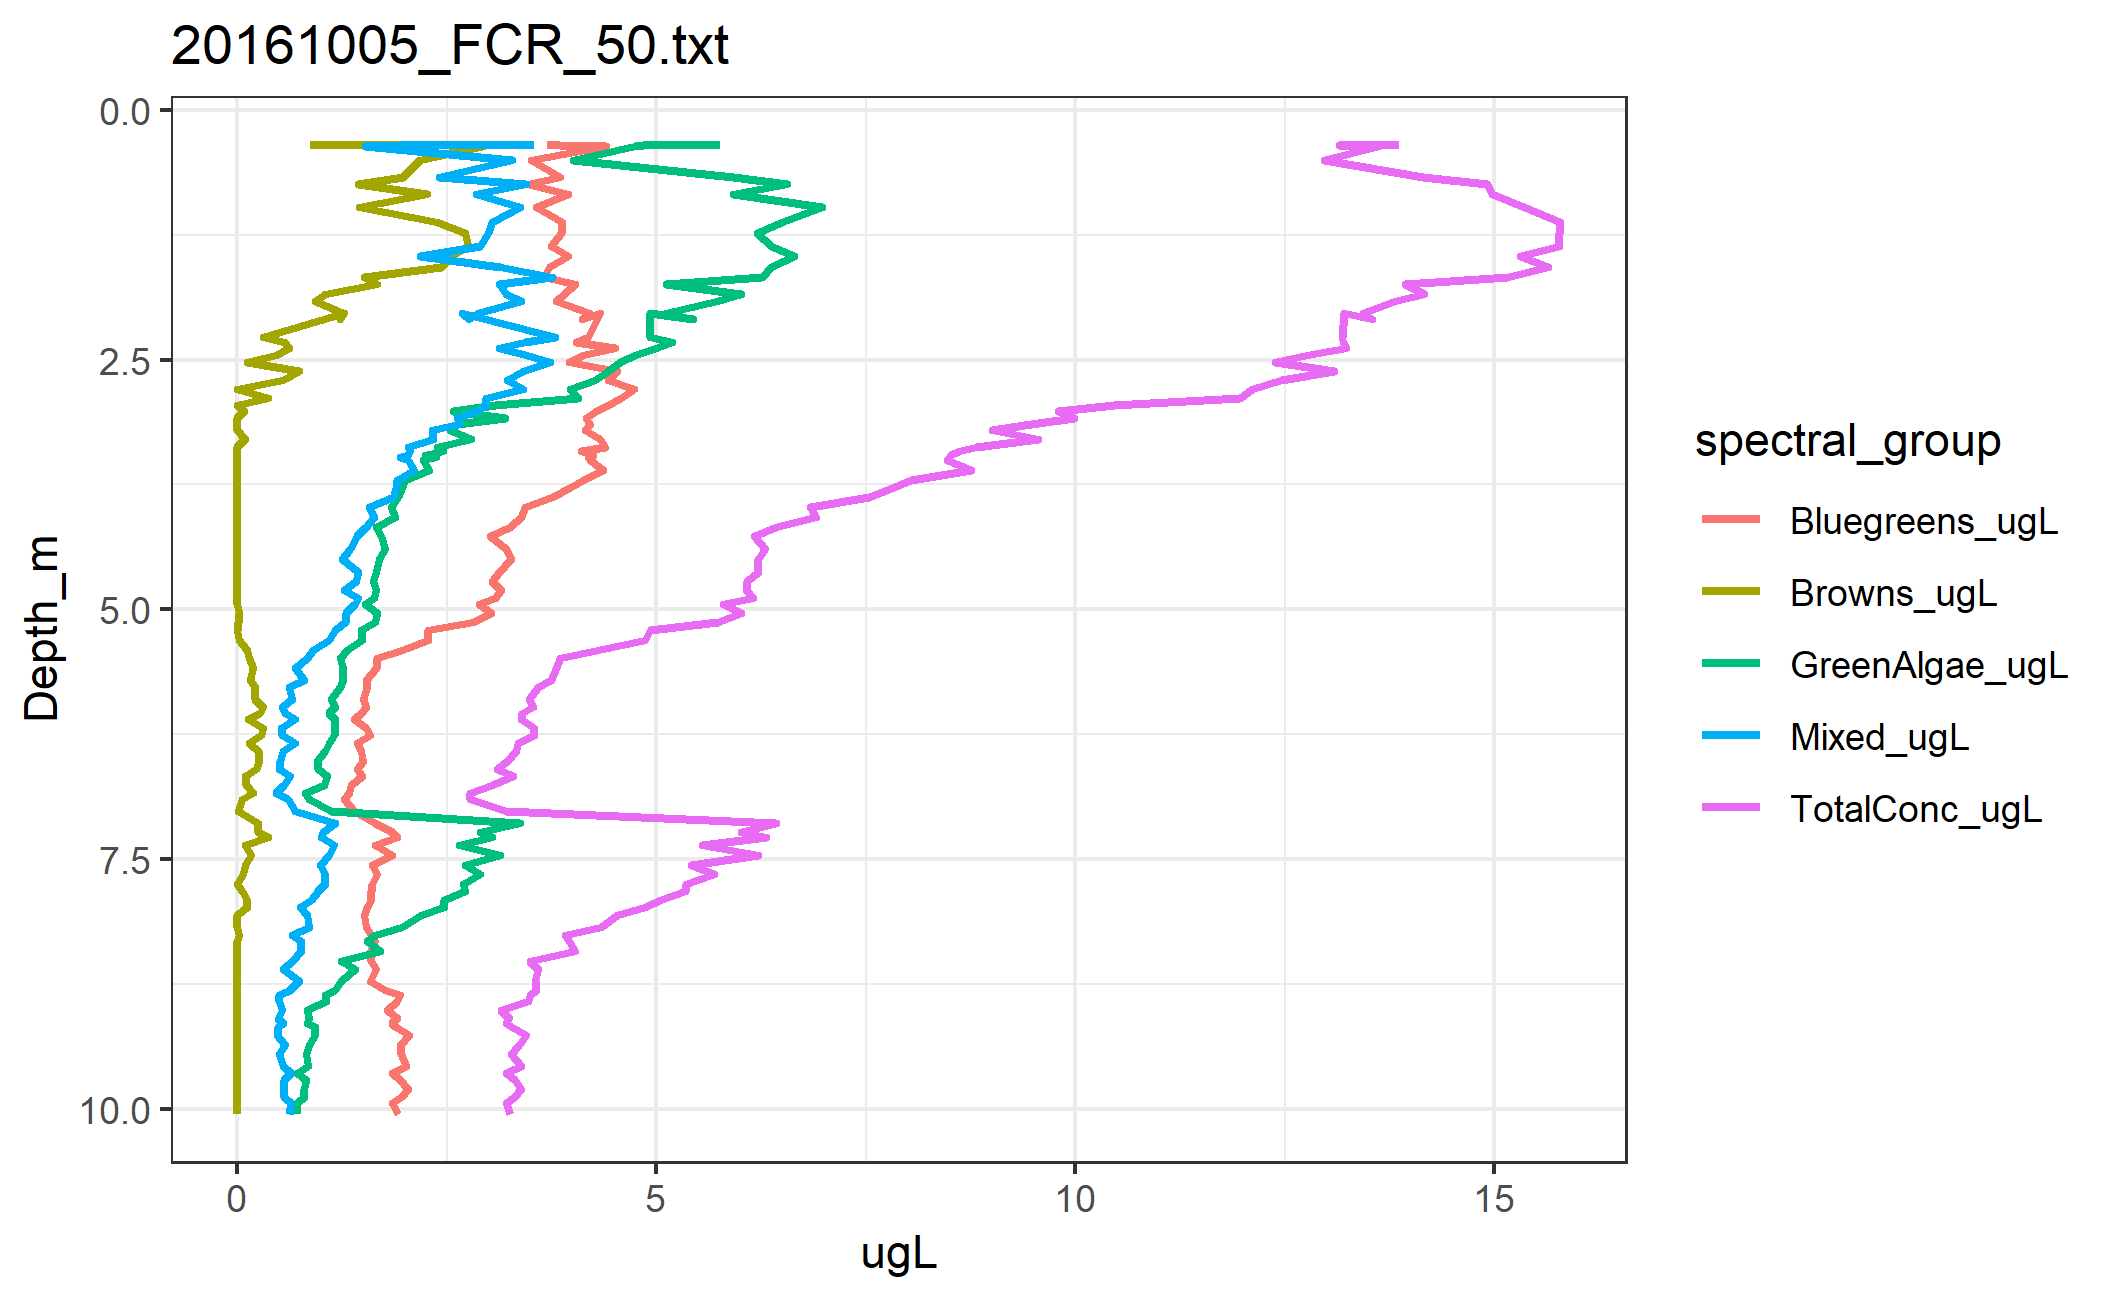 20161005_FCR_50.txt
0.0
2.5
5.0
7.5
10.0
Depth_m
0 5 10 15
ugL
spectral_group
Bluegreens_ugL
Browns_ugL
GreenAlgae_ugL
Mixed_ugL
TotalConc_ugL